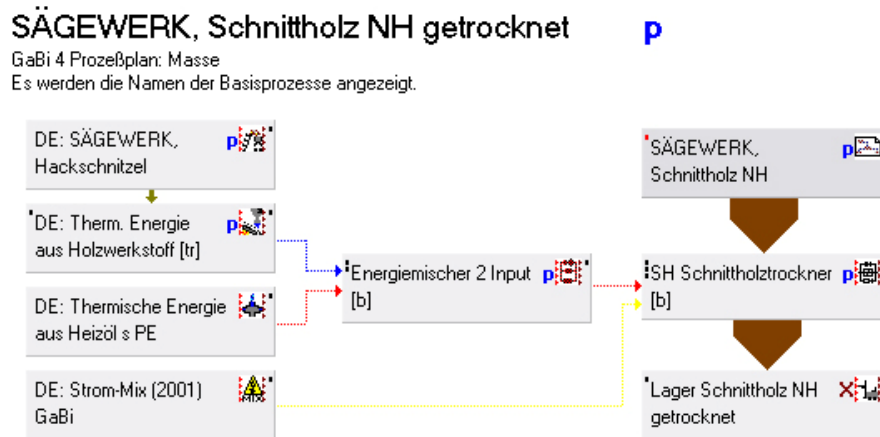 SÄGEWERK, Schnittholz NH getrocknet p
GaBi 4 Prozeßplan: Masse
Es werden die Namen der Basisprozesse angezeigt.
DE: SÄGEWERK, p
Hackschnitzel
SÄGEWERK, p
Schnittholz NH
DE: Therm. Energie p
aus Holzwerkstoff [tr]
Energiemischer 2 Input p
[b]
SH Schnittholztrockner p
[b]
DE: Thermische Energie
aus Heizöl s PE
DE: Strom-Mix (2001)
GaBi
MIX
Lager Schnittholz NH X
getrocknet